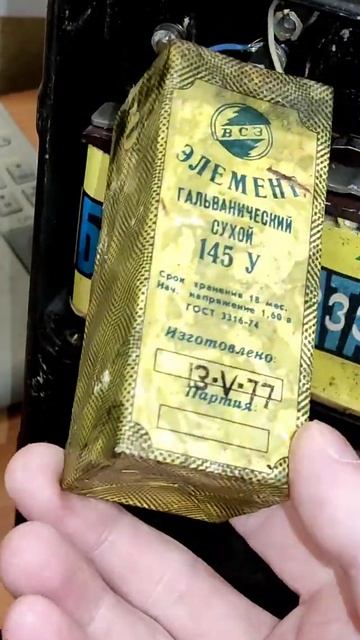 ВСЭ
ЭЛЕМЕНТ
ГАЛЬВАНИЧЕСКИЙ
СУХОЙ
145 У
Срок хранения 18 мес.
Нач. напряжение 1,60 в
ГОСТ 3316-74
Изготовлено:
13·V·77
Партия: